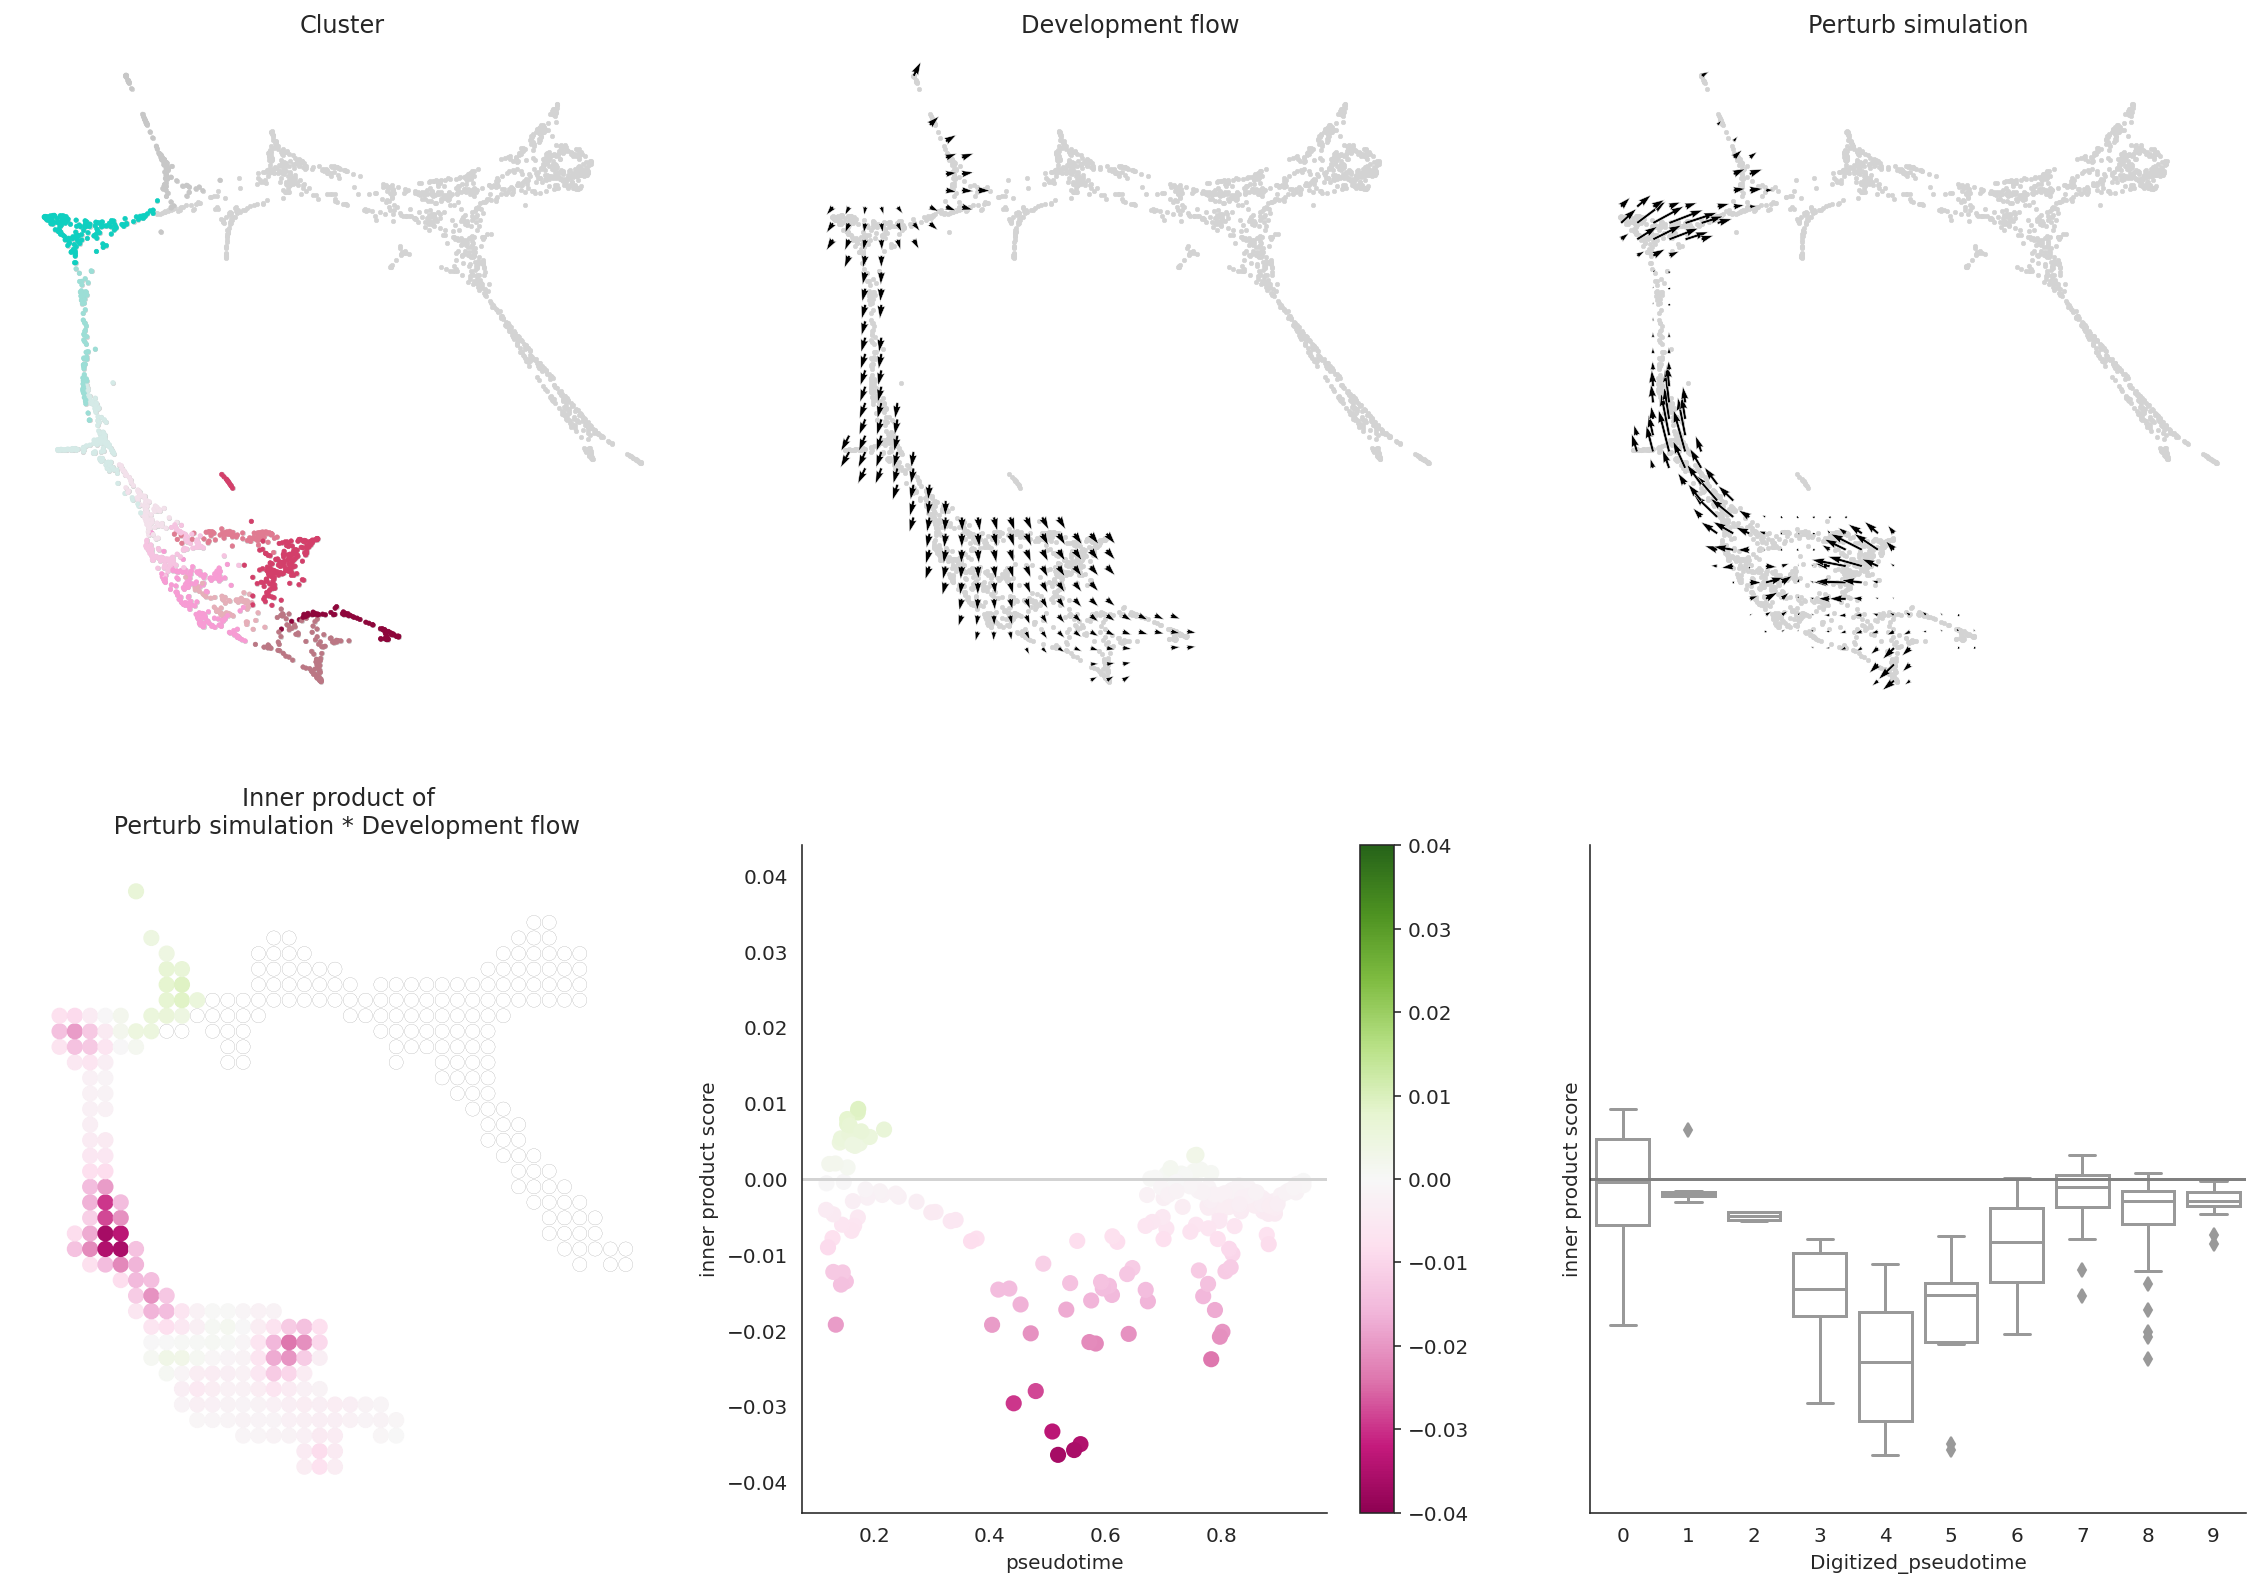 Cluster
Development flow
Perturb simulation
Inner product of
Perturb simulation * Development flow
inner product score
0.04
0.03
0.02
0.01
0.00
−0.01
−0.02
−0.03
−0.04
0.2 0.4 0.6 0.8
pseudotime
0.04
0.03
0.02
0.01
0.00
−0.01
−0.02
−0.03
−0.04
inner product score
0 1 2 3 4 5 6 7 8 9
Digitized_pseudotime